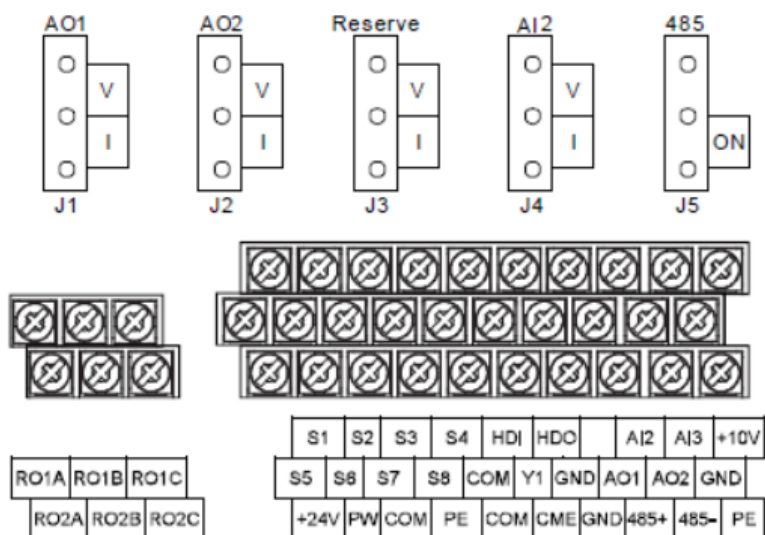 AO1 AO2 Reserve AI2 485
V V V V
I I I I ON
J1 J2 J3 J4 J5
S1 S2 S3 S4 HDI HDO AI2 AI3 +10V
RO1A RO1B RO1C S5 S6 S7 S8 COM Y1 GND AO1 AO2 GND
RO2A RO2B RO2C +24V PW COM PE COM CME GND 485+ 485- PE